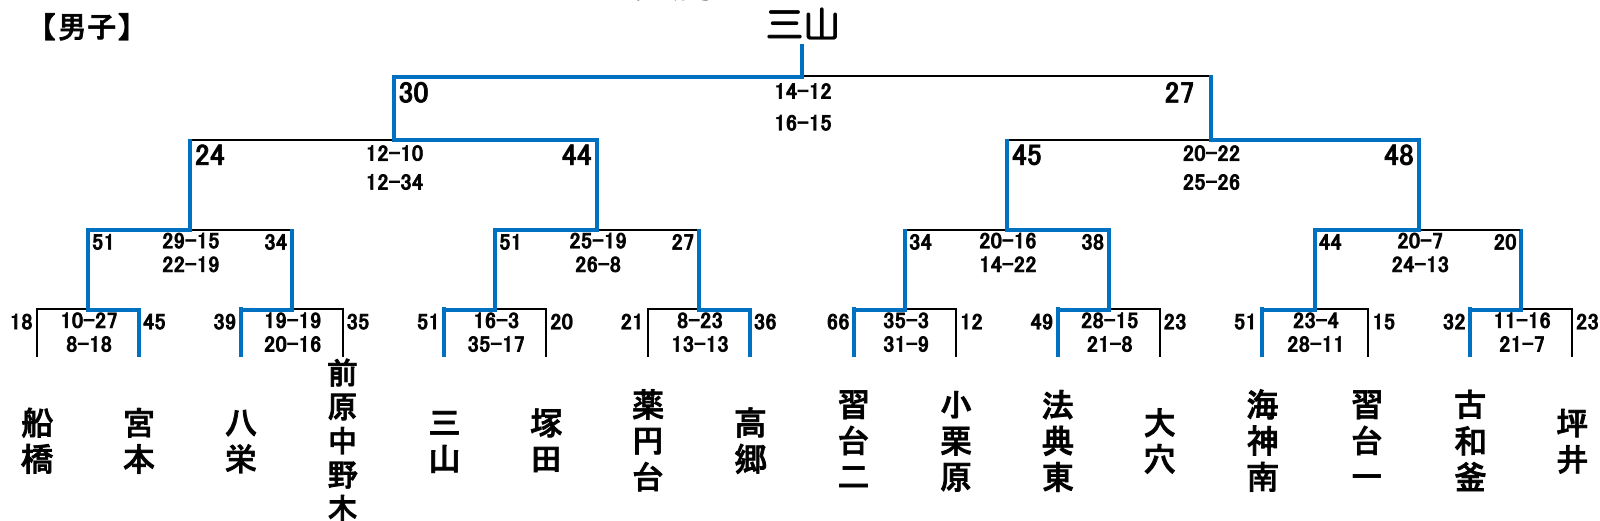 【男子】
三山
30 14−12 27
16−15
24 12−10 44 45 20−22 48
12−34 25−26
51 29−15 34 51 25−19 27 34 20−16 38 44 20−7 20
22−19 26−8 14−22 24−13
18 10−27 45 39 19−19 35 51 16−3 20 21 8−23 36 66 35−3 12 49 28−15 23 51 23−4 15 32 11−16 23
8−18 20−16 35−17 13−13 31−9 21−8 28−11 21−7
船橋
宮本
八栄
前原中野木
三山
塚田
薬円台
高郷
習台二
小栗原
法典東
大穴
海神南
習台一
古和釜
坪井